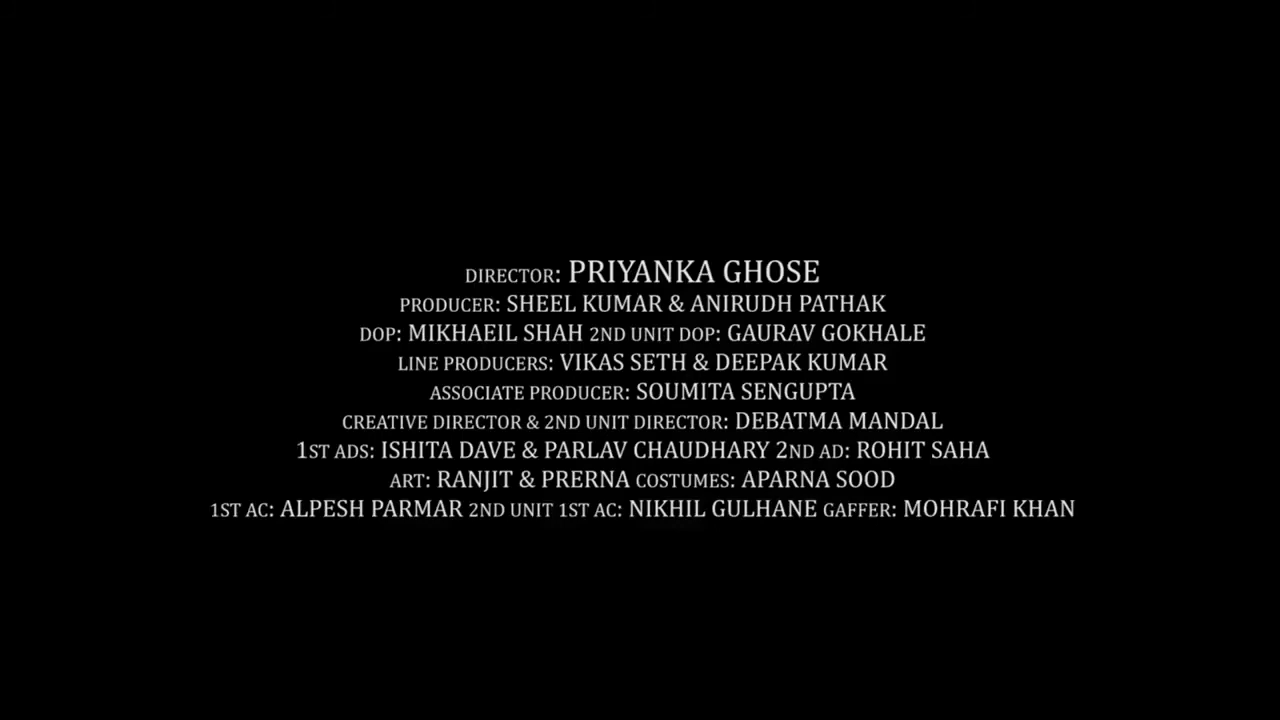 DIRECTOR: PRIYANKA GHOSE
PRODUCER: SHEEL KUMAR & ANIRUDH PATHAK
DOP: MIKHAEIL SHAH 2ND UNIT DOP: GAURAV GOKHALE
LINE PRODUCERS: VIKAS SETH & DEEPAK KUMAR
ASSOCIATE PRODUCER: SOUMITA SENGUPTA
CREATIVE DIRECTOR & 2ND UNIT DIRECTOR: DEBATMA MANDAL
1ST ADS: ISHITA DAVE & PARLAV CHAUDHARY 2ND AD: ROHIT SAHA
ART: RANJIT & PRERNA COSTUMES: APARNA SOOD
1ST AC: ALPESH PARMAR 2ND UNIT 1ST AC: NIKHIL GULHANE GAFFER: MOHRAFI KHAN